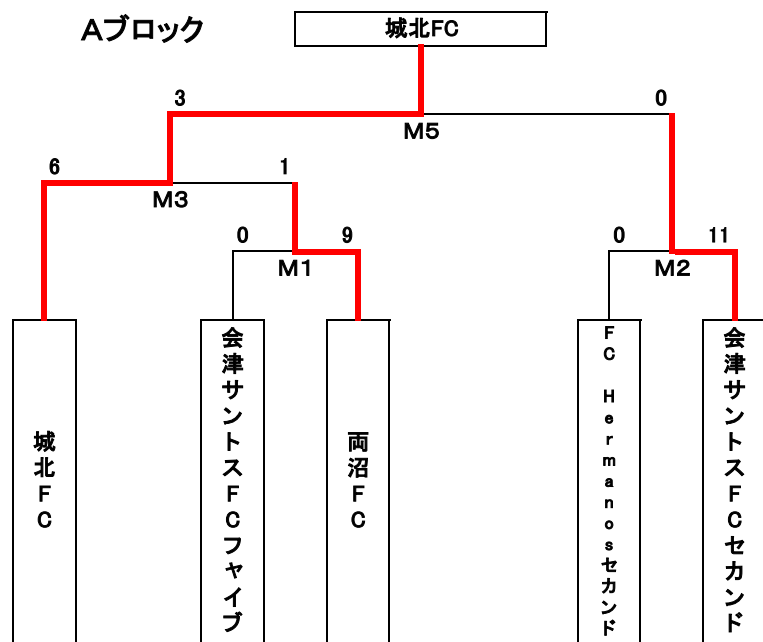 Aブロック
城北FC
3
0
M5
6
1
M3
0
9
M1
0
11
M2
城北FC
会津サントスFCファイブ
両沼FC
FC Hermanosセカンド
会津サントスFCセカンド